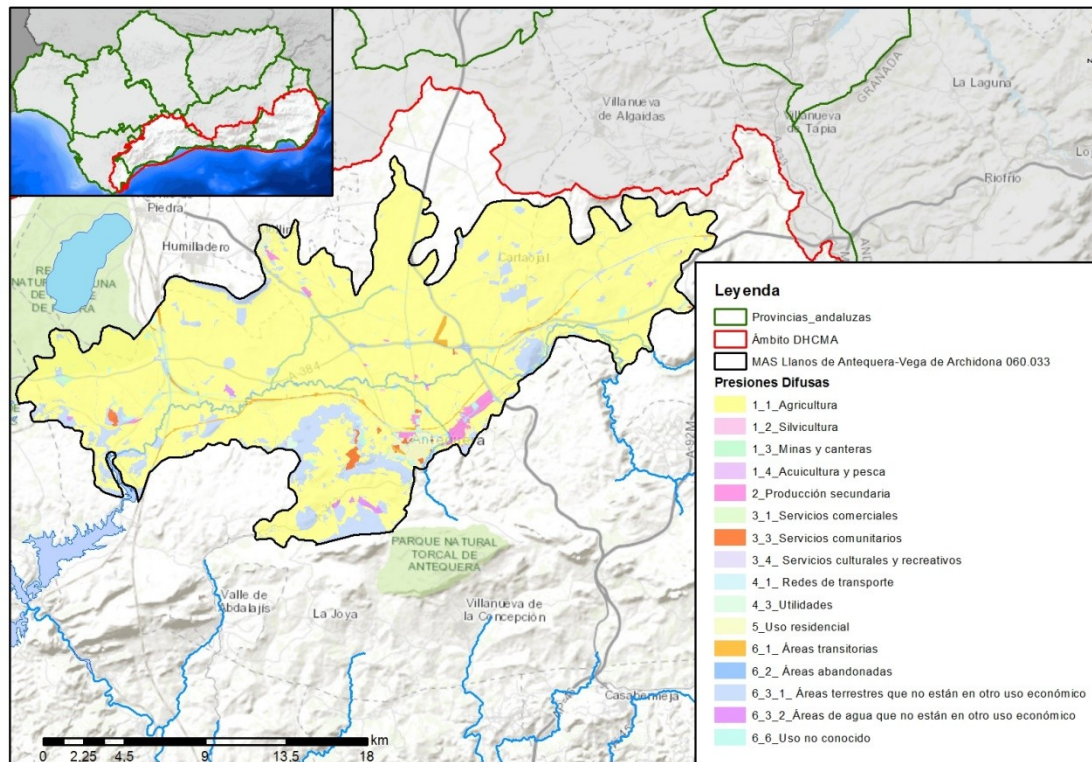 Villanueva
de Algaidas
Villanueva
de Tapia
GRANADA
La Laguna
Riofrío
Piedra
Humilladero
Cartaojal
A-384
Antequera
A-92M
PARQUE NATURAL
TORCAL DE
ANTEQUERA
Valle de
Abdalajís
La Joya
Villanueva de
la Concepción
Casabermeja
0 2.25 4.5 9 13.5 18
km
Leyenda
Provincias_andaluzas
Ámbito DHCMA
MAS Llanos de Antequera-Vega de Archidona 060.033
Presiones Difusas
1_1_Agricultura
1_2_Silvicultura
1_3_Minas y canteras
1_4_Acuicultura y pesca
2_Producción secundaria
3_1_Servicios comerciales
3_3_Servicios comunitarios
3_4_ Servicios culturales y recreativos
4_1_ Redes de transporte
4_3_Utilidades
5_Uso residencial
6_1_ Áreas transitorias
6_2_ Áreas abandonadas
6_3_1_ Áreas terrestres que no están en otro uso económico
6_3_2_Áreas de agua que no están en otro uso económico
6_6_Uso no conocido